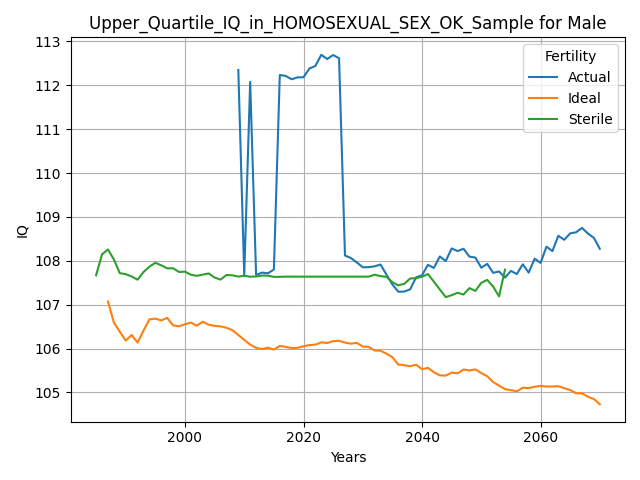 Upper_Quartile_IQ_in_HOMOSEXUAL_SEX_OK_Sample for Male
113
112
111
110
109
108
107
106
105
IQ
2000
2020
2040
2060
Years
Fertility
Actual
Ideal
Sterile